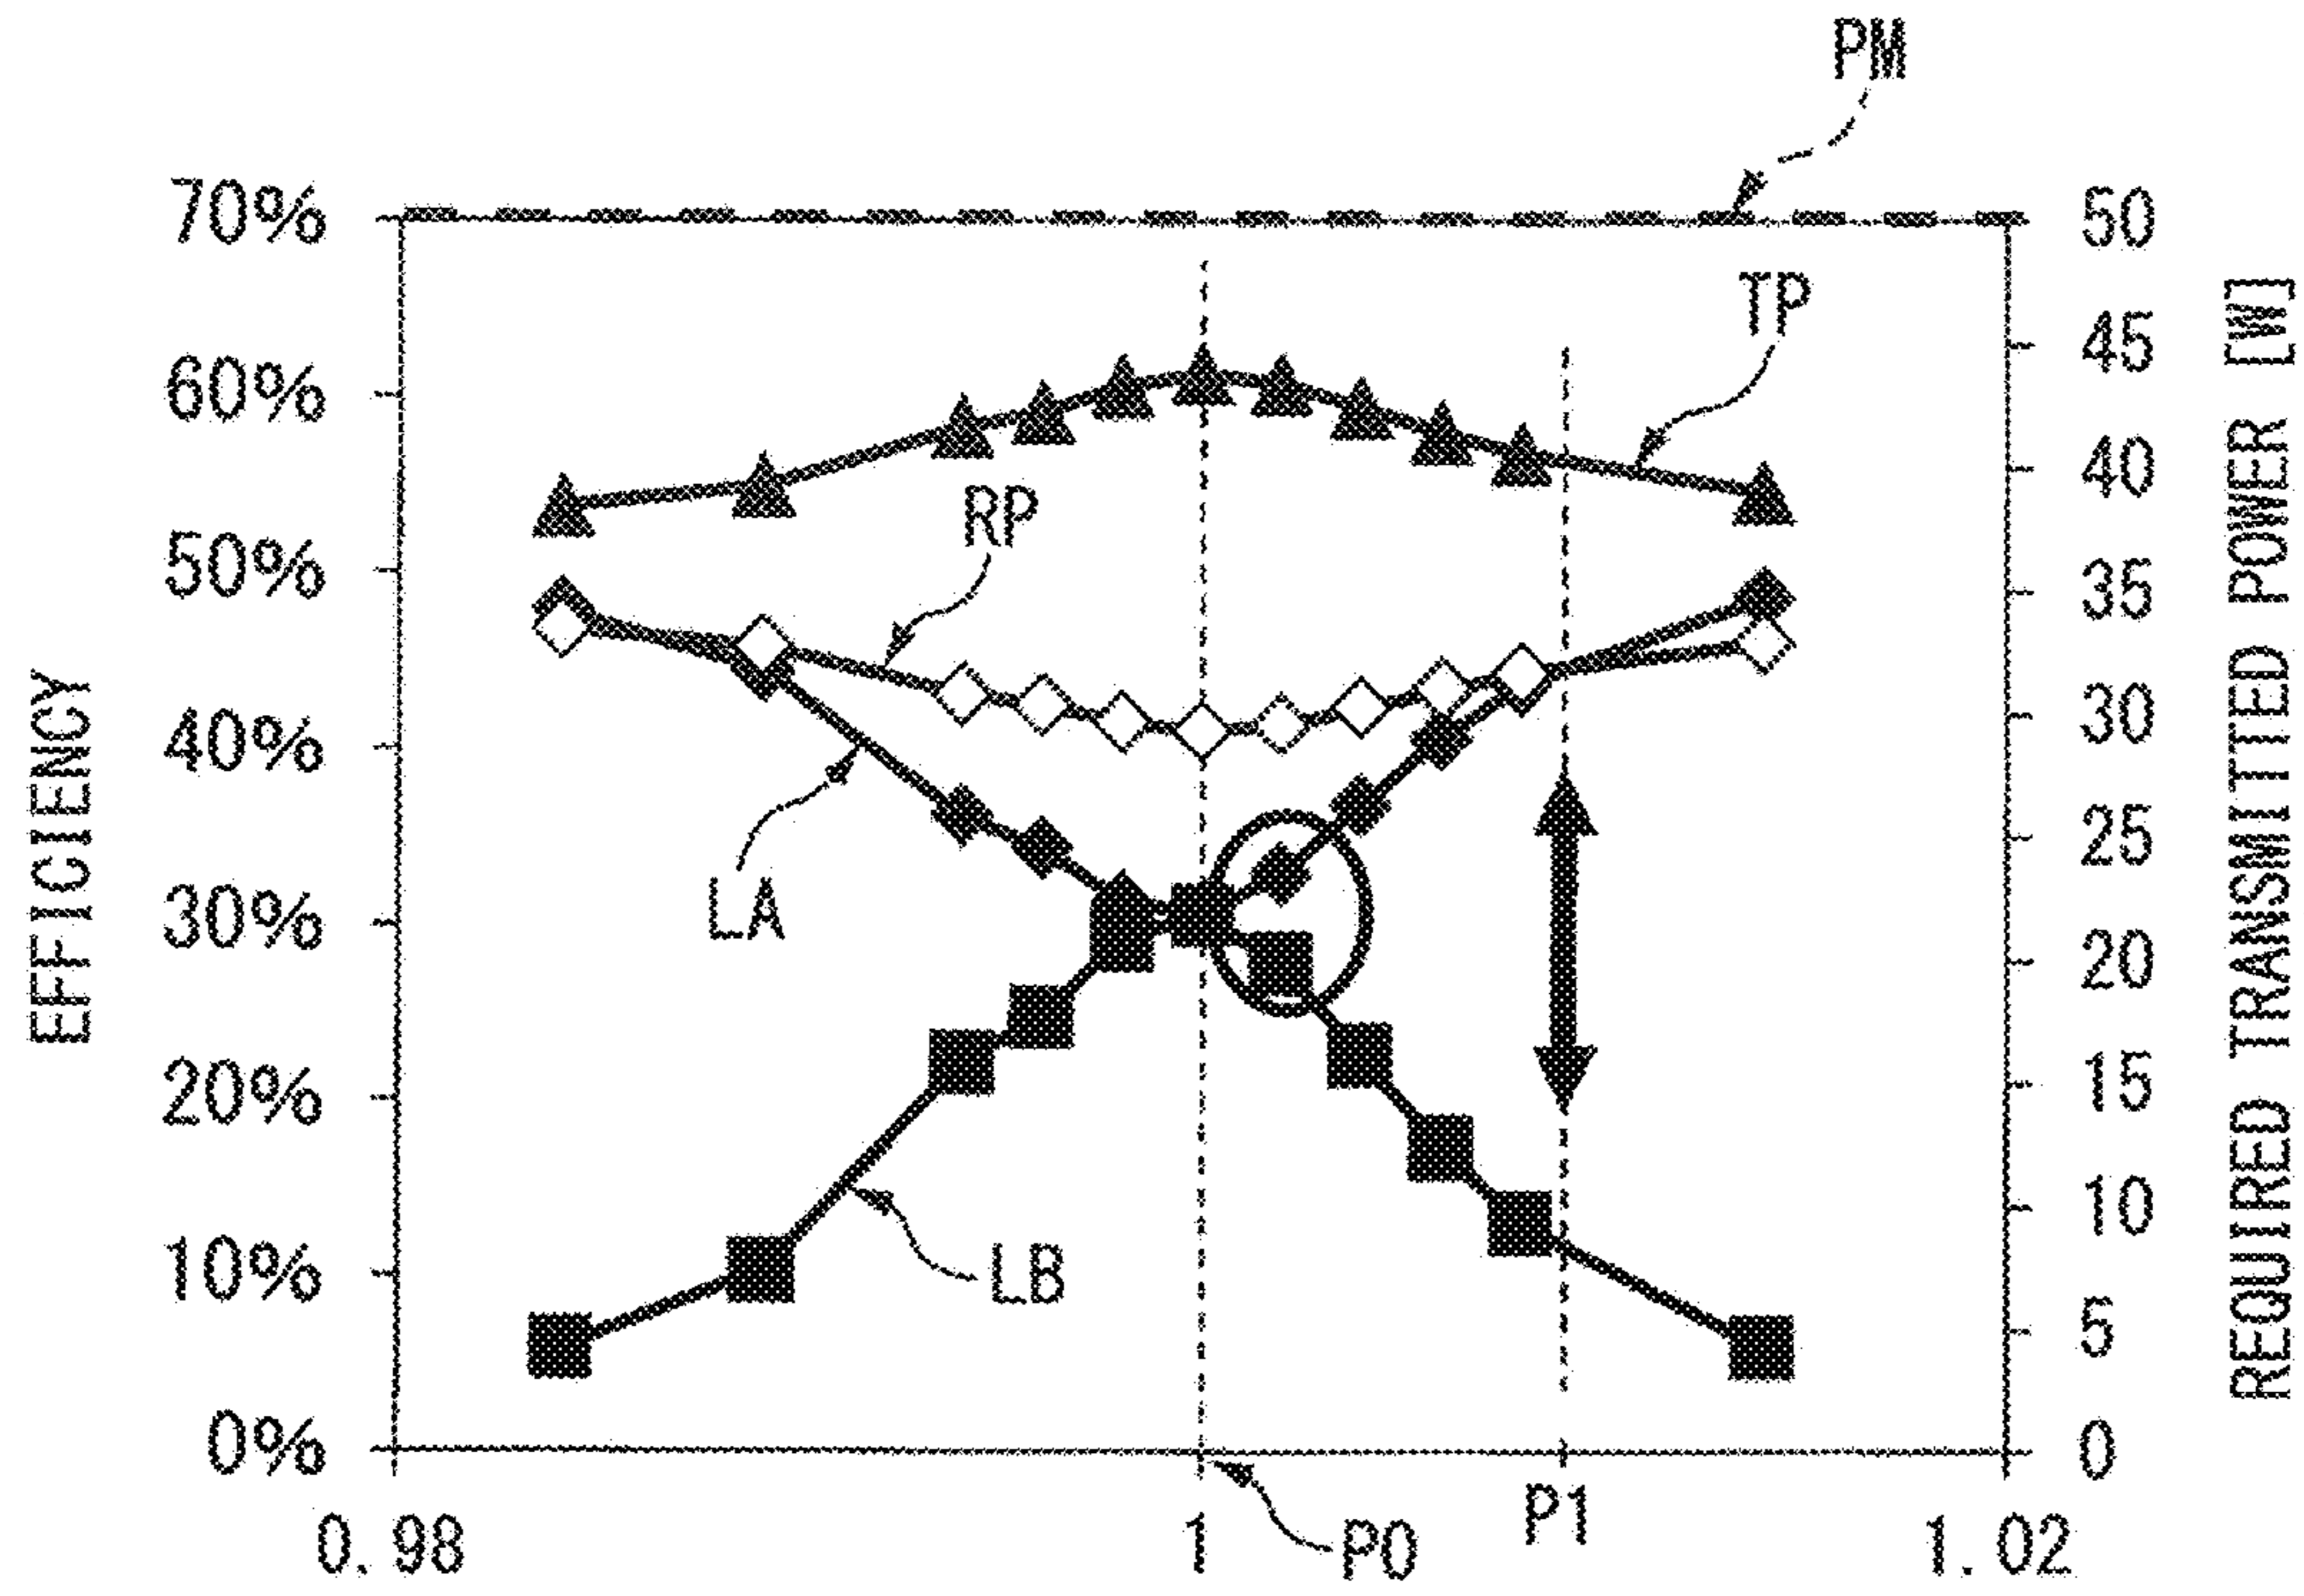 PM
70%
60%
50%
40%
30%
20%
10%
0%
EFFICIENCY
50
45
40
35
30
25
20
15
10
5
0
REQUIRED TRANSMITTED POWER [W]
TP
RP
LA
LB
0.98
1
P0
P1
1.02